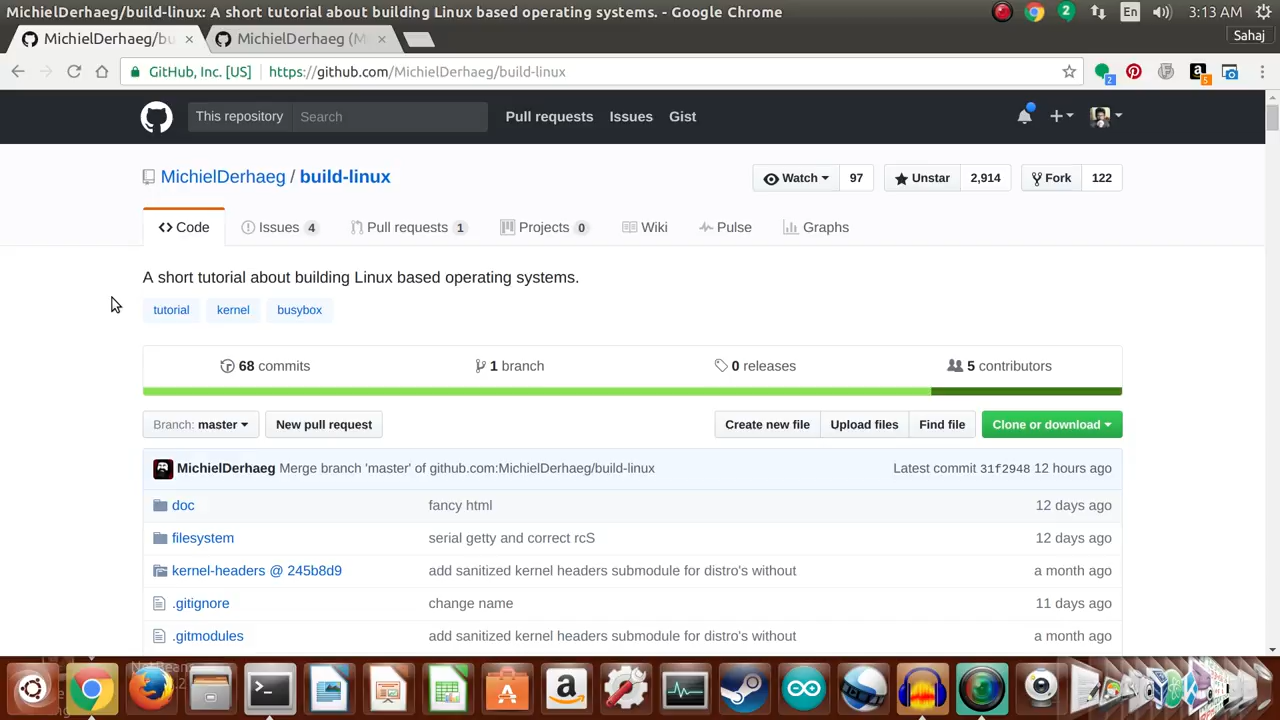 MichielDerhaeg/build-linux: A short tutorial about building Linux based operating systems. - Google Chrome
2 En 3:13 AM
MichielDerhaeg/bu × MichielDerhaeg (M × Sahaj
GitHub, Inc. [US] https://github.com/MichielDerhaeg/build-linux 2 5
This repository Search Pull requests Issues Gist
MichielDerhaeg / build-linux Watch 97 Unstar 2,914 Fork 122
Code Issues 4 Pull requests 1 Projects 0 Wiki Pulse Graphs
A short tutorial about building Linux based operating systems.
tutorial kernel busybox
68 commits 1 branch 0 releases 5 contributors
Branch: master New pull request Create new file Upload files Find file Clone or download
MichielDerhaeg Merge branch 'master' of github.com:MichielDerhaeg/build-linux Latest commit 31f2948 12 hours ago
doc fancy html 12 days ago
filesystem serial getty and correct rcS 12 days ago
kernel-headers @ 245b8d9 add sanitized kernel headers submodule for distro's without a month ago
.gitignore change name 11 days ago
.gitmodules add sanitized kernel headers submodule for distro's without a month ago